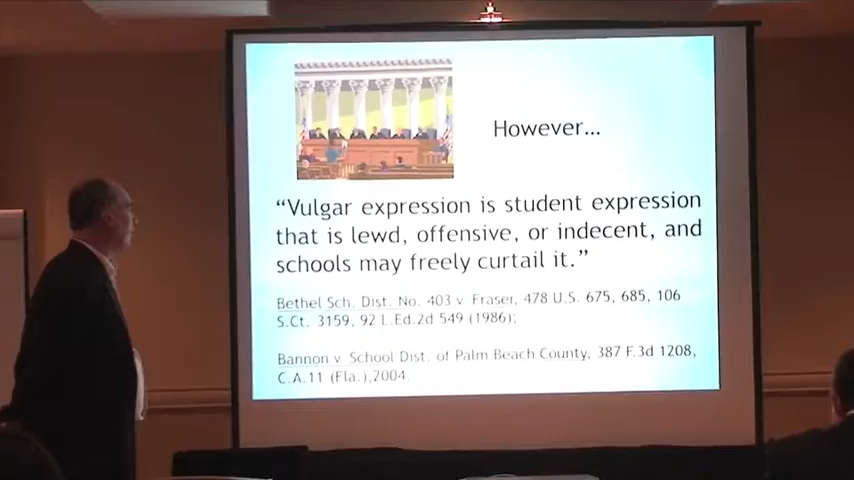 However...
“Vulgar expression is student expression
that is lewd, offensive, or indecent, and
schools may freely curtail it.”
Bethel Sch. Dist. No. 403 v Fraser, 478 U.S. 675, 685, 106
S.Ct. 3159, 92 L.Ed.2d 549 (1986);
Bannon v School Dist. of Palm Beach County, 387 F.3d 1208,
C.A.11 (Fla.),2004